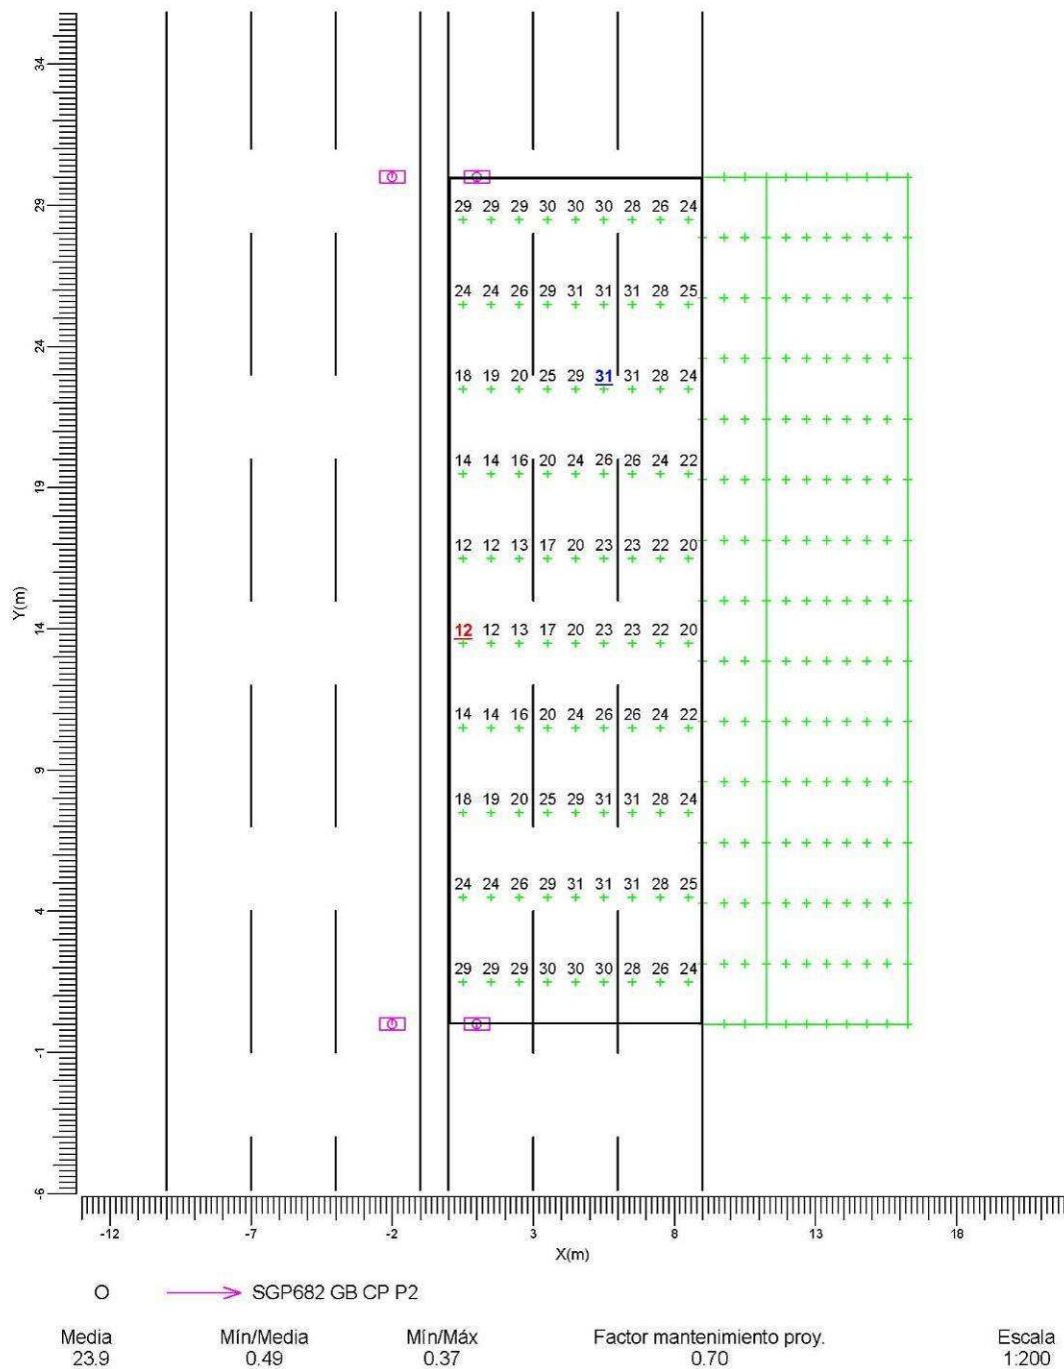 34
29
29 29 29 30 30 30 28 26 24
24 24 26 29 31 31 31 28 25
24
18 19 20 25 29 31 31 28 24
14 14 16 20 24 26 26 24 22
19
12 12 13 17 20 23 23 22 20
Y(m)
14
12 12 13 17 20 23 23 22 20
14 14 16 20 24 26 26 24 22
9
18 19 20 25 29 31 31 28 24
24 24 26 29 31 31 31 28 25
4
29 29 29 30 30 30 28 26 24
-1
-6
-12 -7 -2 3 8 13 18
X(m)
SGP682 GB CP P2
Media Mín/Media Mín/Máx Factor mantenimiento proy. Escala
23.9 0.49 0.37 0.70 1:200